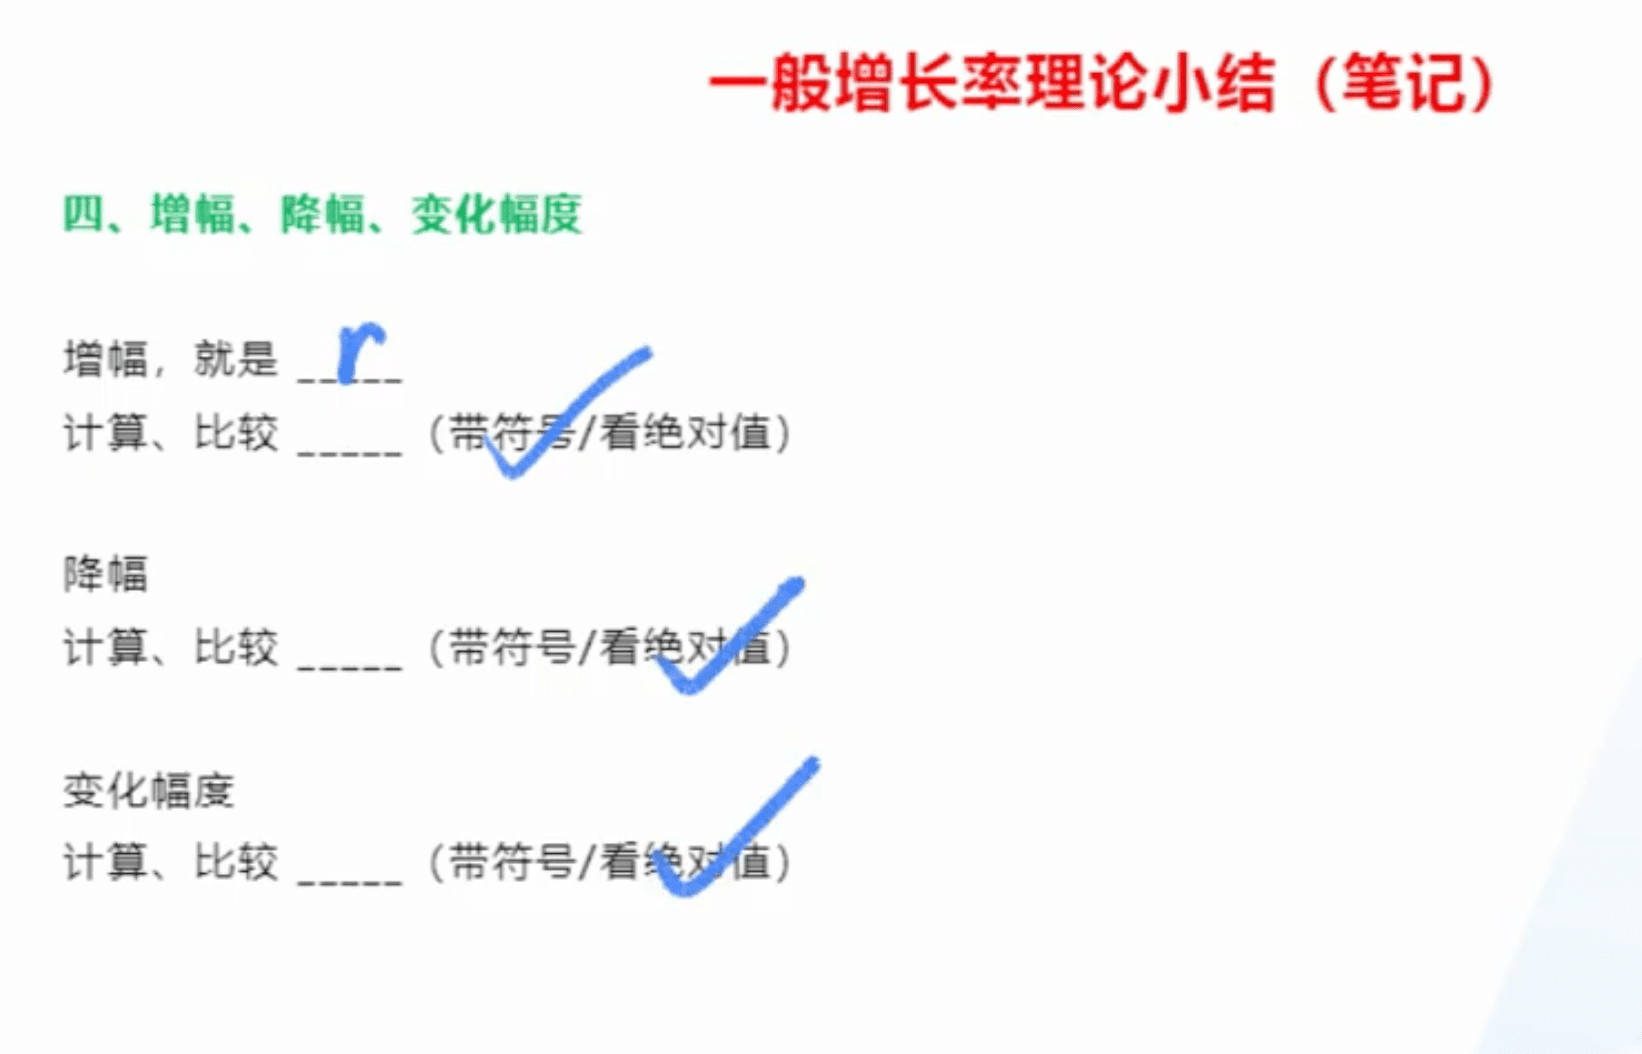 一般增长率理论小结（笔记）
四、增幅、降幅、变化幅度
增幅，就是 __r__
计算、比较 _____（带符号/看绝对值）
降幅
计算、比较 _____（带符号/看绝对值）
变化幅度
计算、比较 _____（带符号/看绝对值）